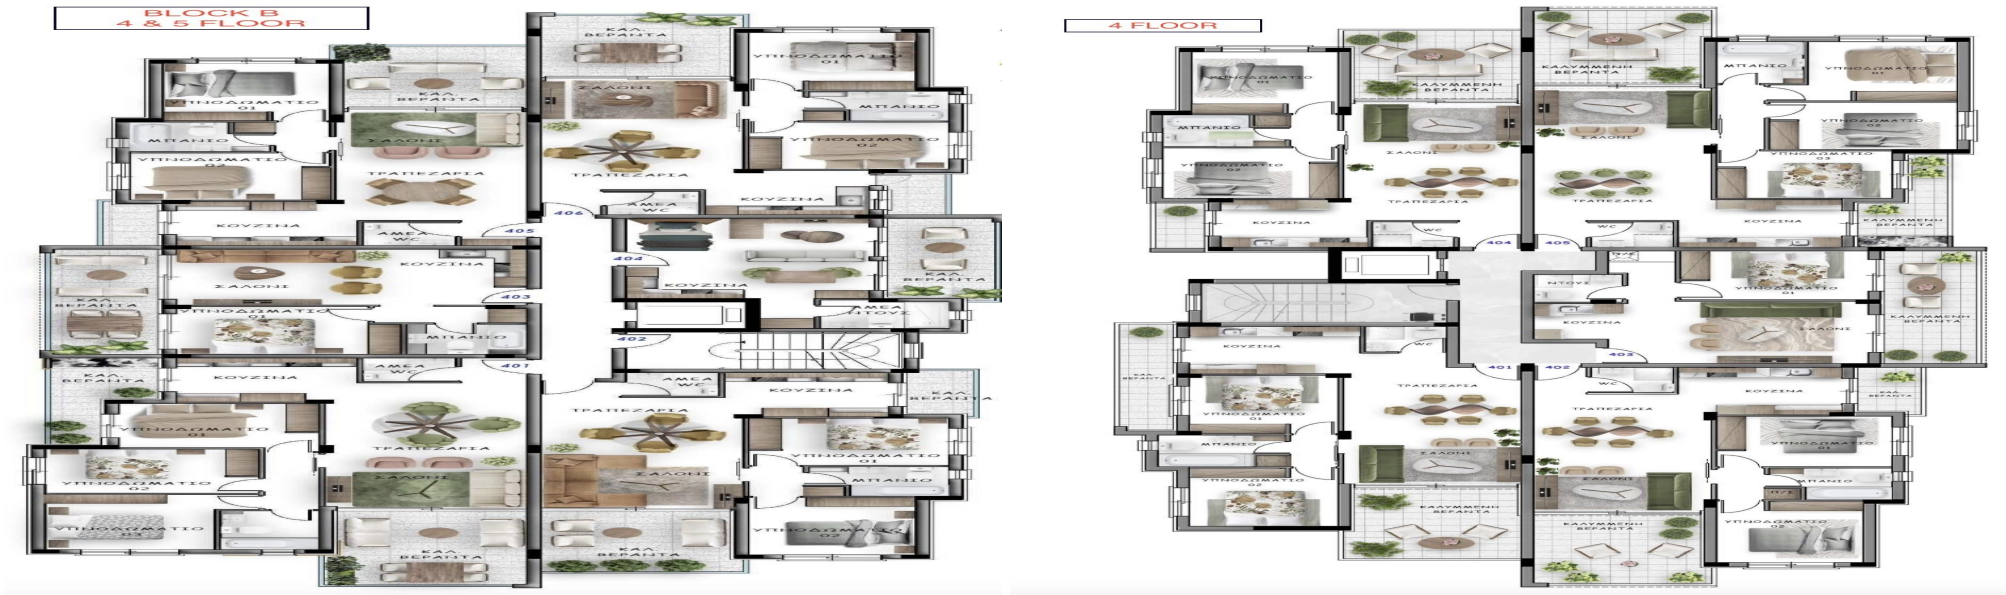 BLOCK B
4 & 5 FLOOR
ΚΑΛ.
ΒΕΡΑΝΤΑ
ΥΠΝΟΔΩΜΑΤΙΟ
01
ΥΠΝΟΔΩΜΑΤΙΟ
01
ΚΑΛ.
ΒΕΡΑΝΤΑ
ΣΑΛΟΝΙ
ΜΠΑΝΙΟ
ΜΠΑΝΙΟ
ΣΑΛΟΝΙ
ΥΠΝΟΔΩΜΑΤΙΟ
02
ΥΠΝΟΔΩΜΑΤΙΟ
02
ΤΡΑΠΕΖΑΡΙΑ
ΤΡΑΠΕΖΑΡΙΑ
ΚΟΥΖΙΝΑ
ΑΜΕΑ
WC
405
406
ΑΜΕΑ
WC
ΚΟΥΖΙΝΑ
ΚΑΛ.
ΒΕΡΑΝΤΑ
ΣΑΛΟΝΙ
ΚΟΥΖΙΝΑ
403
404
ΚΟΥΖΙΝΑ
ΚΑΛ.
ΒΕΡΑΝΤΑ
ΥΠΝΟΔΩΜΑΤΙΟ
01
ΜΠΑΝΙΟ
ΑΜΕΑ
ΝΤΟΥΣ
402
401
ΚΑΛ.
ΒΕΡΑΝΤΑ
ΚΟΥΖΙΝΑ
ΑΜΕΑ
WC
ΑΜΕΑ
WC
ΚΟΥΖΙΝΑ
ΚΑΛ.
ΒΕΡΑΝΤΑ
ΥΠΝΟΔΩΜΑΤΙΟ
01
ΤΡΑΠΕΖΑΡΙΑ
ΤΡΑΠΕΖΑΡΙΑ
ΥΠΝΟΔΩΜΑΤΙΟ
01
ΥΠΝΟΔΩΜΑΤΙΟ
02
ΣΑΛΟΝΙ
ΣΑΛΟΝΙ
ΜΠΑΝΙΟ
ΥΠΝΟΔΩΜΑΤΙΟ
03
ΚΑΛ.
ΒΕΡΑΝΤΑ
ΚΑΛ.
ΒΕΡΑΝΤΑ
ΥΠΝΟΔΩΜΑΤΙΟ
02
4 FLOOR
ΥΠΝΟΔΩΜΑΤΙΟ
01
ΚΑΛΥΜΜΕΝΗ
ΒΕΡΑΝΤΑ
ΚΑΛΥΜΜΕΝΗ
ΒΕΡΑΝΤΑ
ΜΠΑΝΙΟ
ΥΠΝΟΔΩΜΑΤΙΟ
01
ΜΠΑΝΙΟ
ΣΑΛΟΝΙ
ΣΑΛΟΝΙ
ΥΠΝΟΔΩΜΑΤΙΟ
02
ΥΠΝΟΔΩΜΑΤΙΟ
02
ΥΠΝΟΔΩΜΑΤΙΟ
03
ΤΡΑΠΕΖΑΡΙΑ
ΤΡΑΠΕΖΑΡΙΑ
ΚΟΥΖΙΝΑ
WC
404
405
WC
ΚΟΥΖΙΝΑ
ΚΑΛΥΜΜΕΝΗ
ΒΕΡΑΝΤΑ
ΝΤΟΥΣ
ΥΠΝΟΔΩΜΑΤΙΟ
01
ΚΟΥΖΙΝΑ
ΣΑΛΟΝΙ
ΚΑΛΥΜΜΕΝΗ
ΒΕΡΑΝΤΑ
403
ΚΟΥΖΙΝΑ
WC
401
402
WC
ΚΟΥΖΙΝΑ
ΚΑΛ.
ΒΕΡΑΝΤΑ
ΚΑΛ.
ΒΕΡΑΝΤΑ
ΥΠΝΟΔΩΜΑΤΙΟ
01
ΤΡΑΠΕΖΑΡΙΑ
ΤΡΑΠΕΖΑΡΙΑ
ΥΠΝΟΔΩΜΑΤΙΟ
01
ΜΠΑΝΙΟ
ΣΑΛΟΝΙ
ΣΑΛΟΝΙ
ΜΠΑΝΙΟ
ΥΠΝΟΔΩΜΑΤΙΟ
02
ΚΑΛΥΜΜΕΝΗ
ΒΕΡΑΝΤΑ
ΚΑΛΥΜΜΕΝΗ
ΒΕΡΑΝΤΑ
ΥΠΝΟΔΩΜΑΤΙΟ
02